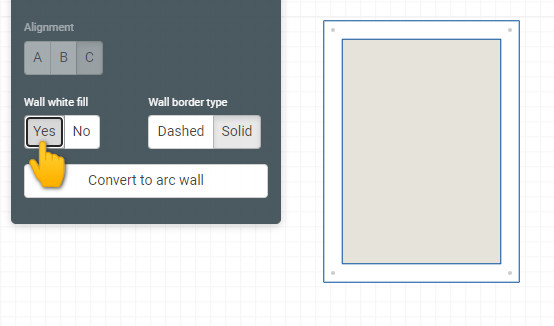 Alignment
A B C
Wall white fill Wall border type
Yes No Dashed Solid
Convert to arc wall